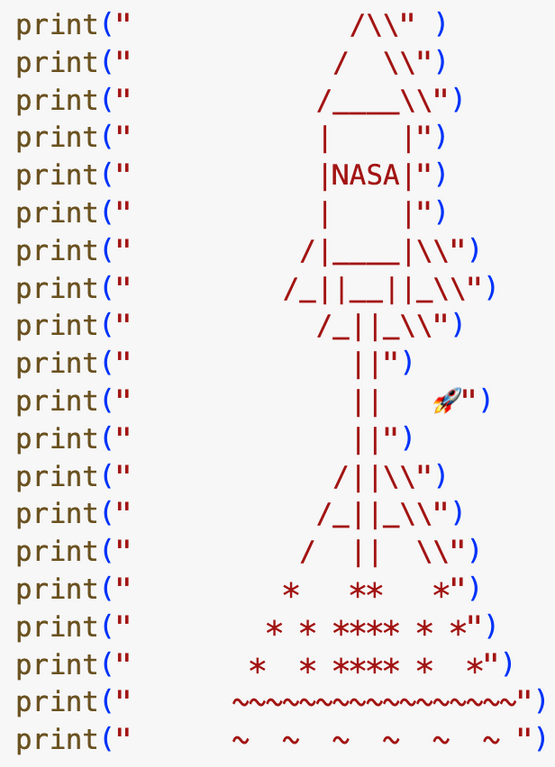 print("             /\\" )
print("            /  \\")
print("           /____\\")
print("           |    |")
print("           |NASA|")
print("           |    |")
print("          /|____|\\")
print("         /_||__||_\\")
print("           /_||_\\")
print("             ||")
print("             ||   🚀")
print("             ||")
print("            /||\\")
print("           /_||_\\")
print("          /  ||  \\")
print("         *   **   *")
print("        * * **** * *")
print("       *  * **** *  *")
print("      ~~~~~~~~~~~~~~~~~")
print("      ~  ~  ~  ~  ~  ~ ")